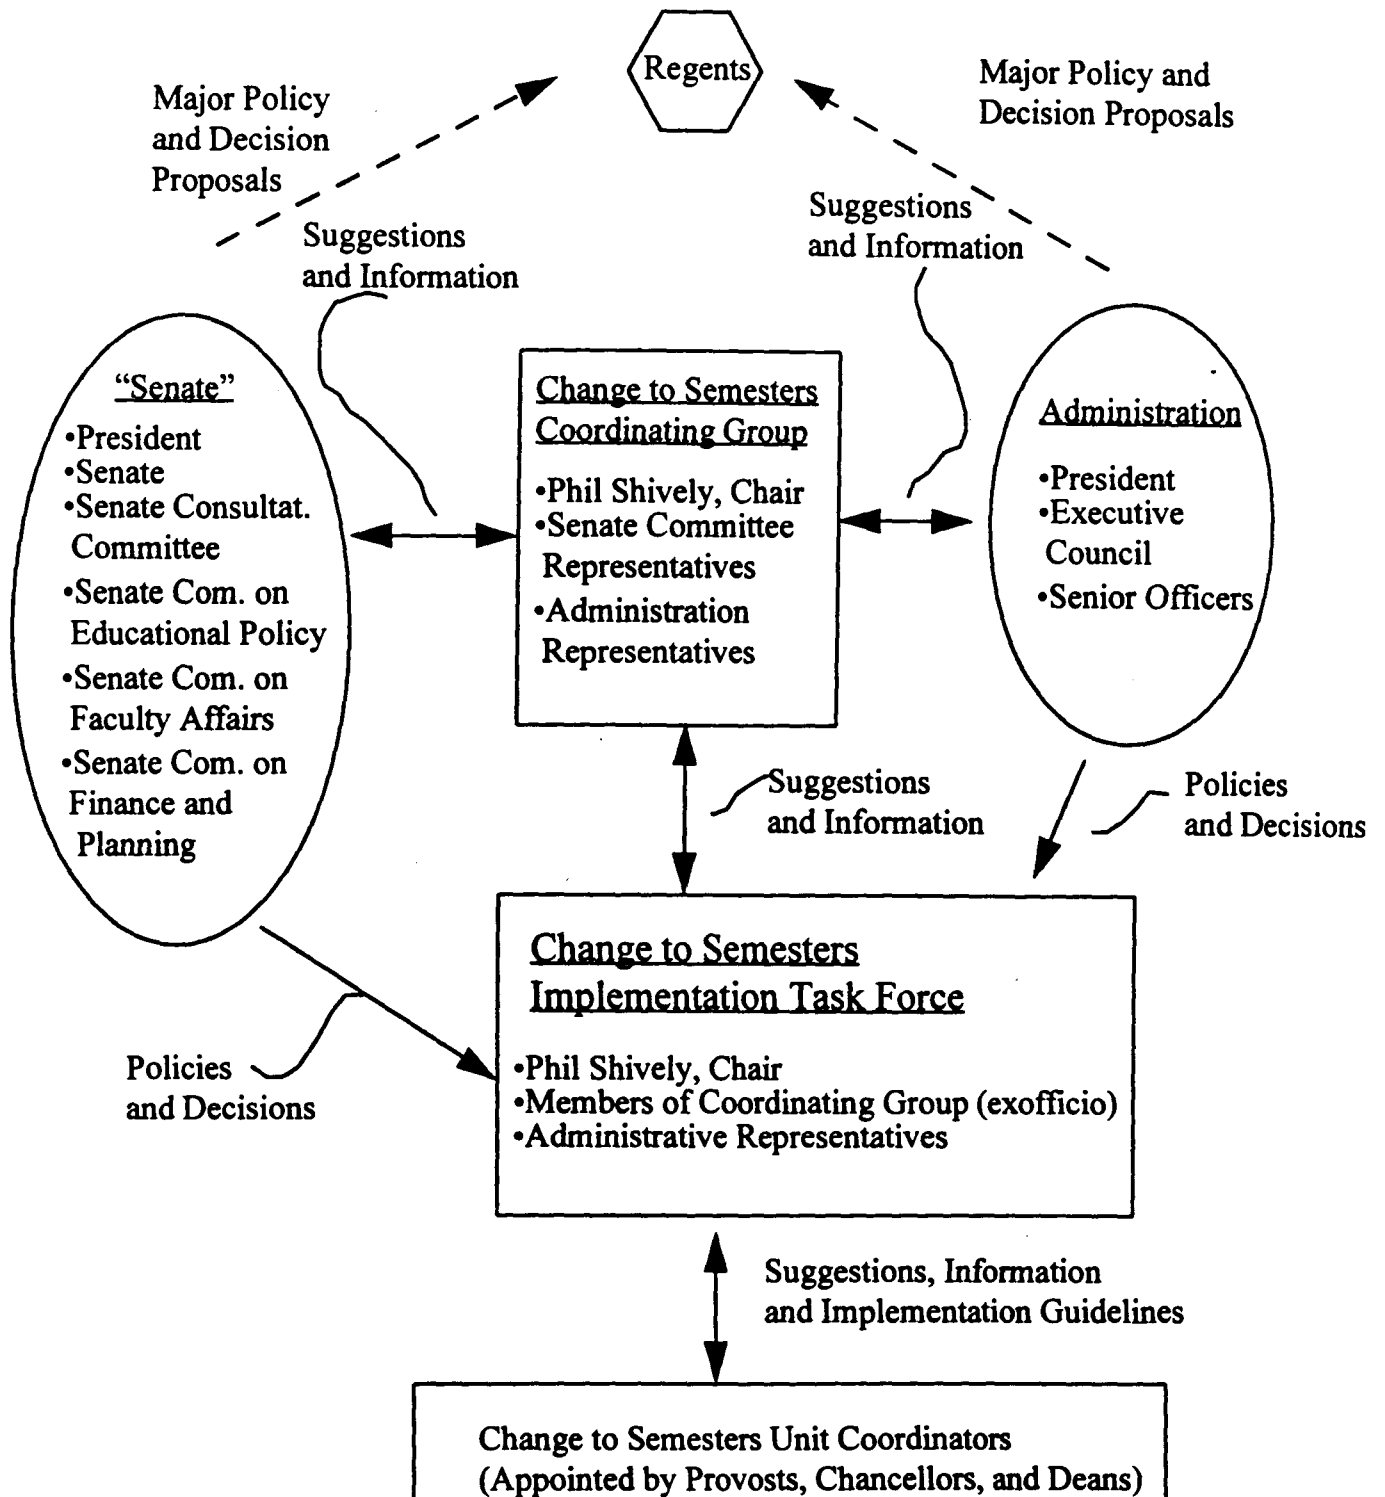 Regents
Major Policy
and Decision
Proposals
Major Policy and
Decision Proposals
Suggestions
and Information
Suggestions
and Information
“Senate”
•President
•Senate
•Senate Consultat.
Committee
•Senate Com. on
Educational Policy
•Senate Com. on
Faculty Affairs
•Senate Com. on
Finance and
Planning
Change to Semesters
Coordinating Group
•Phil Shively, Chair
•Senate Committee
Representatives
•Administration
Representatives
Administration
•President
•Executive
Council
•Senior Officers
Suggestions
and Information
Policies
and Decisions
Policies
and Decisions
Change to Semesters
Implementation Task Force
•Phil Shively, Chair
•Members of Coordinating Group (exofficio)
•Administrative Representatives
Suggestions, Information
and Implementation Guidelines
Change to Semesters Unit Coordinators
(Appointed by Provosts, Chancellors, and Deans)